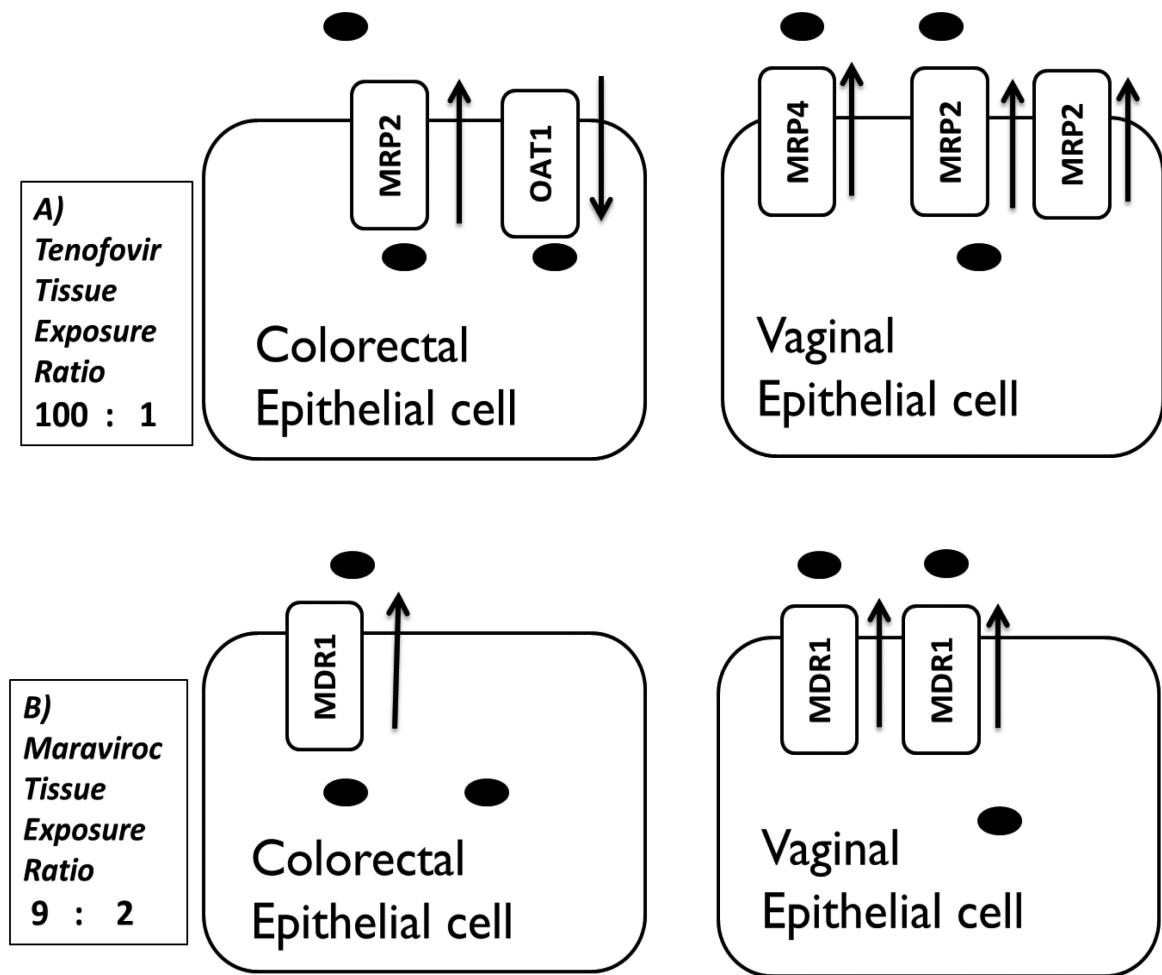 A)
Tenofovir
Tissue
Exposure
Ratio
100 : 1
MRP2
OAT1
Colorectal
Epithelial cell
MRP4
MRP2
MRP2
Vaginal
Epithelial cell
B)
Maraviroc
Tissue
Exposure
Ratio
9 : 2
MDR1
Colorectal
Epithelial cell
MDR1
MDR1
Vaginal
Epithelial cell